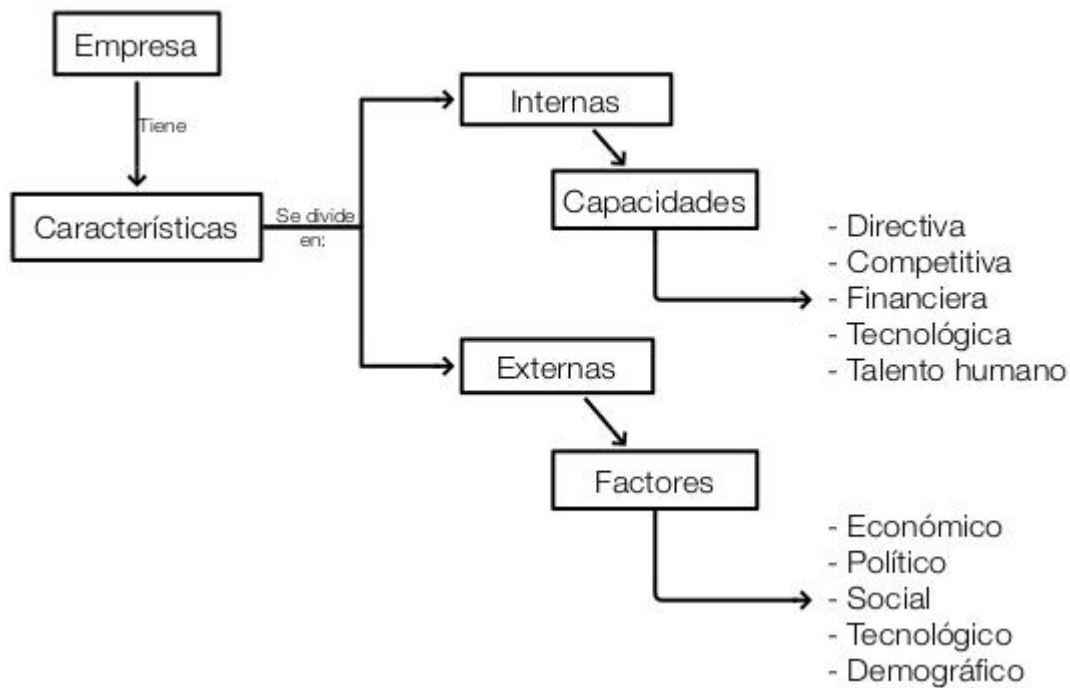 Empresa
Tiene
Característícas
Se divide
en:
Internas
Capacidades
- Directiva
- Competitiva
- Financiera
- Tecnológica
- Talento humano
Externas
Factores
- Económico
- Político
- Social
- Tecnológico
- Demográfico